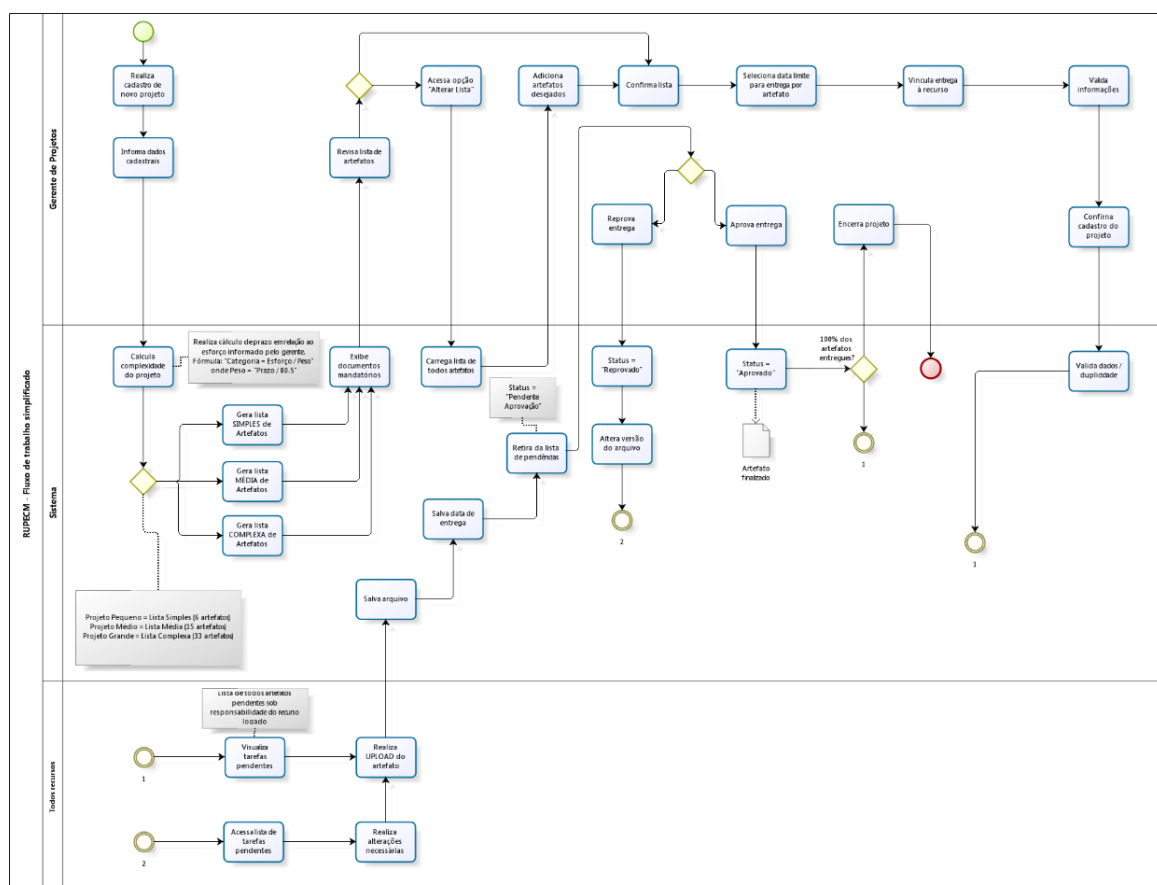 RUPECM - Fluxo de trabalho simplificado
Gerente de Projetos
Realiza
cadastro de
novo projeto
Informa dados
cadastrais
Revisa lista de
artefatos
Acessa opção
"Alterar Lista"
Adiciona
artefatos
desejados
Confirma lista
Seleciona data limite
para entrega por
artefato
Vincula entrega
à recurso
Valida
informações
Reprova
entrega
Aprova entrega
Encerra projeto
Confirma
cadastro do
projeto
Sistema
Calcula
complexidade
do projeto
Realiza cálculo de prazo em relação ao
esforço informado pelo gerente.
Fórmula: "Categoria = Esforço / Peso"
onde Peso = "Prazo / 80.5"
Exibe
documentos
mandatórios
Carrega lista de
todos artefatos
Status =
"Pendente
Aprovação"
Status =
"Reprovado"
Status =
"Aprovado"
100% dos
artefatos
entregues?
Valida dados /
duplicidade
Gera lista
SIMPLES de
Artefatos
Gera lista
MÉDIA de
Artefatos
Gera lista
COMPLEXA de
Artefatos
Retira da lista
de pendências
Altera versão
do arquivo
Artefato
finalizado
1
Salva data de
entrega
2
1
Salva arquivo
Projeto Pequeno = Lista Simples (6 artefatos)
Projeto Médio = Lista Média (15 artefatos)
Projeto Grande = Lista Complexa (33 artefatos)
Todos recursos
Lista de todos artefatos
pendentes sob
responsabilidade do recurso
logado
1
Visualiza
tarefas
pendentes
Realiza
UPLOAD do
artefato
2
Acessa lista de
tarefas
pendentes
Realiza
alterações
necessárias